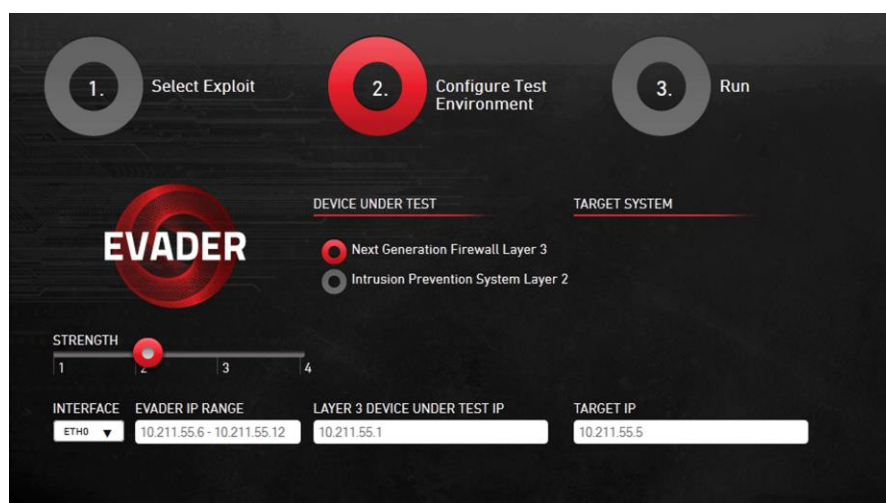 1.
Select Exploit
2.
Configure Test
Environment
3.
Run
EVADER
DEVICE UNDER TEST
TARGET SYSTEM
Next Generation Firewall Layer 3
Intrusion Prevention System Layer 2
STRENGTH
1 2 3 4
INTERFACE
EVADER IP RANGE
LAYER 3 DEVICE UNDER TEST IP
TARGET IP
ETH0
10.211.55.6 - 10.211.55.12
10.211.55.1
10.211.55.5